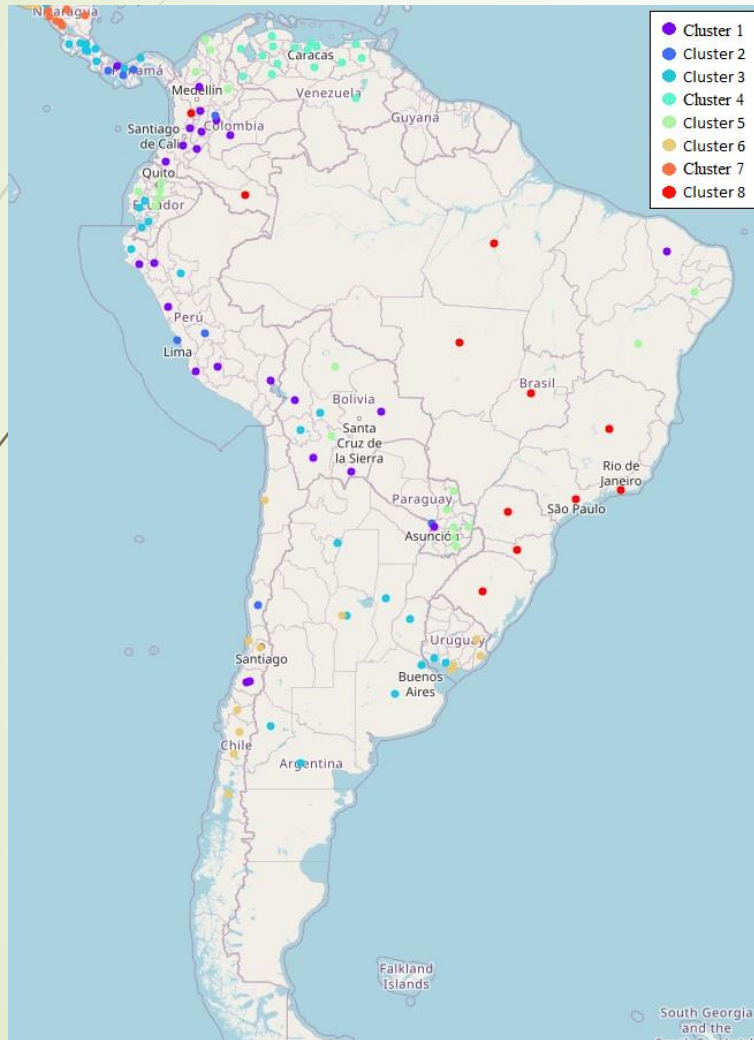 Nicaragua
Panamá
Caracas
Medellín
Venezuela
Guyana
Santiago
de Cali
Colombia
Quito
Ecuador
Perú
Lima
Brasil
Bolivia
Santa
Cruz de
la Sierra
Rio de
Janeiro
Paraguay
São Paulo
Asunción
Uruguay
Santiago
Buenos
Aires
Chile
Argentina
Falkland
Islands
South Georgia
and the
Cluster 1
Cluster 2
Cluster 3
Cluster 4
Cluster 5
Cluster 6
Cluster 7
Cluster 8